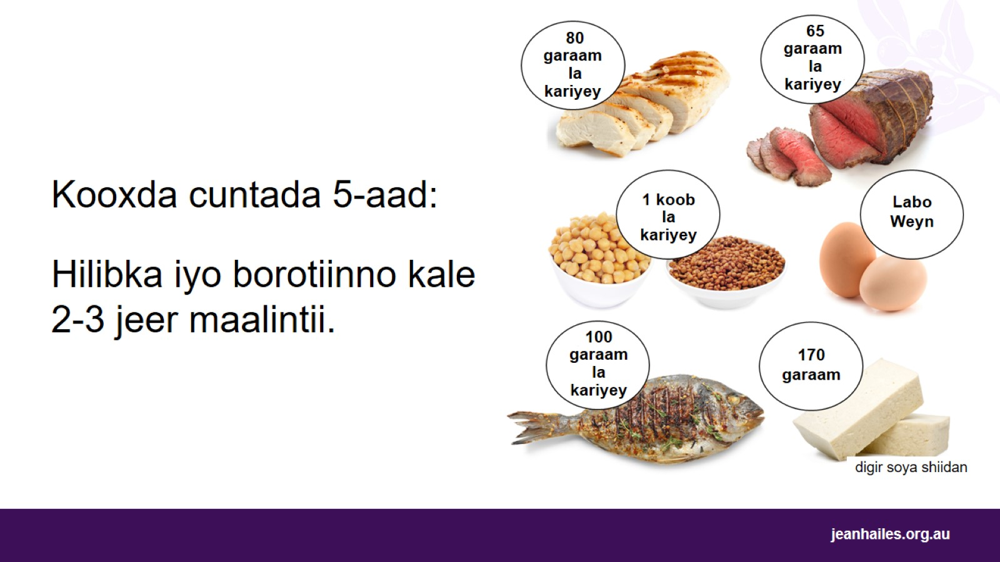 Kooxda cuntada 5-aad:
Hilibka iyo borotiinno kale
2-3 jeer maalintii.
80
garaam
la
kariyey
65
garaam
la
kariyey
1 koob
la
kariyey
Labo
Weyn
100
garaam
la
kariyey
170
garaam
digir soya shiidan
jeanhailes.org.au